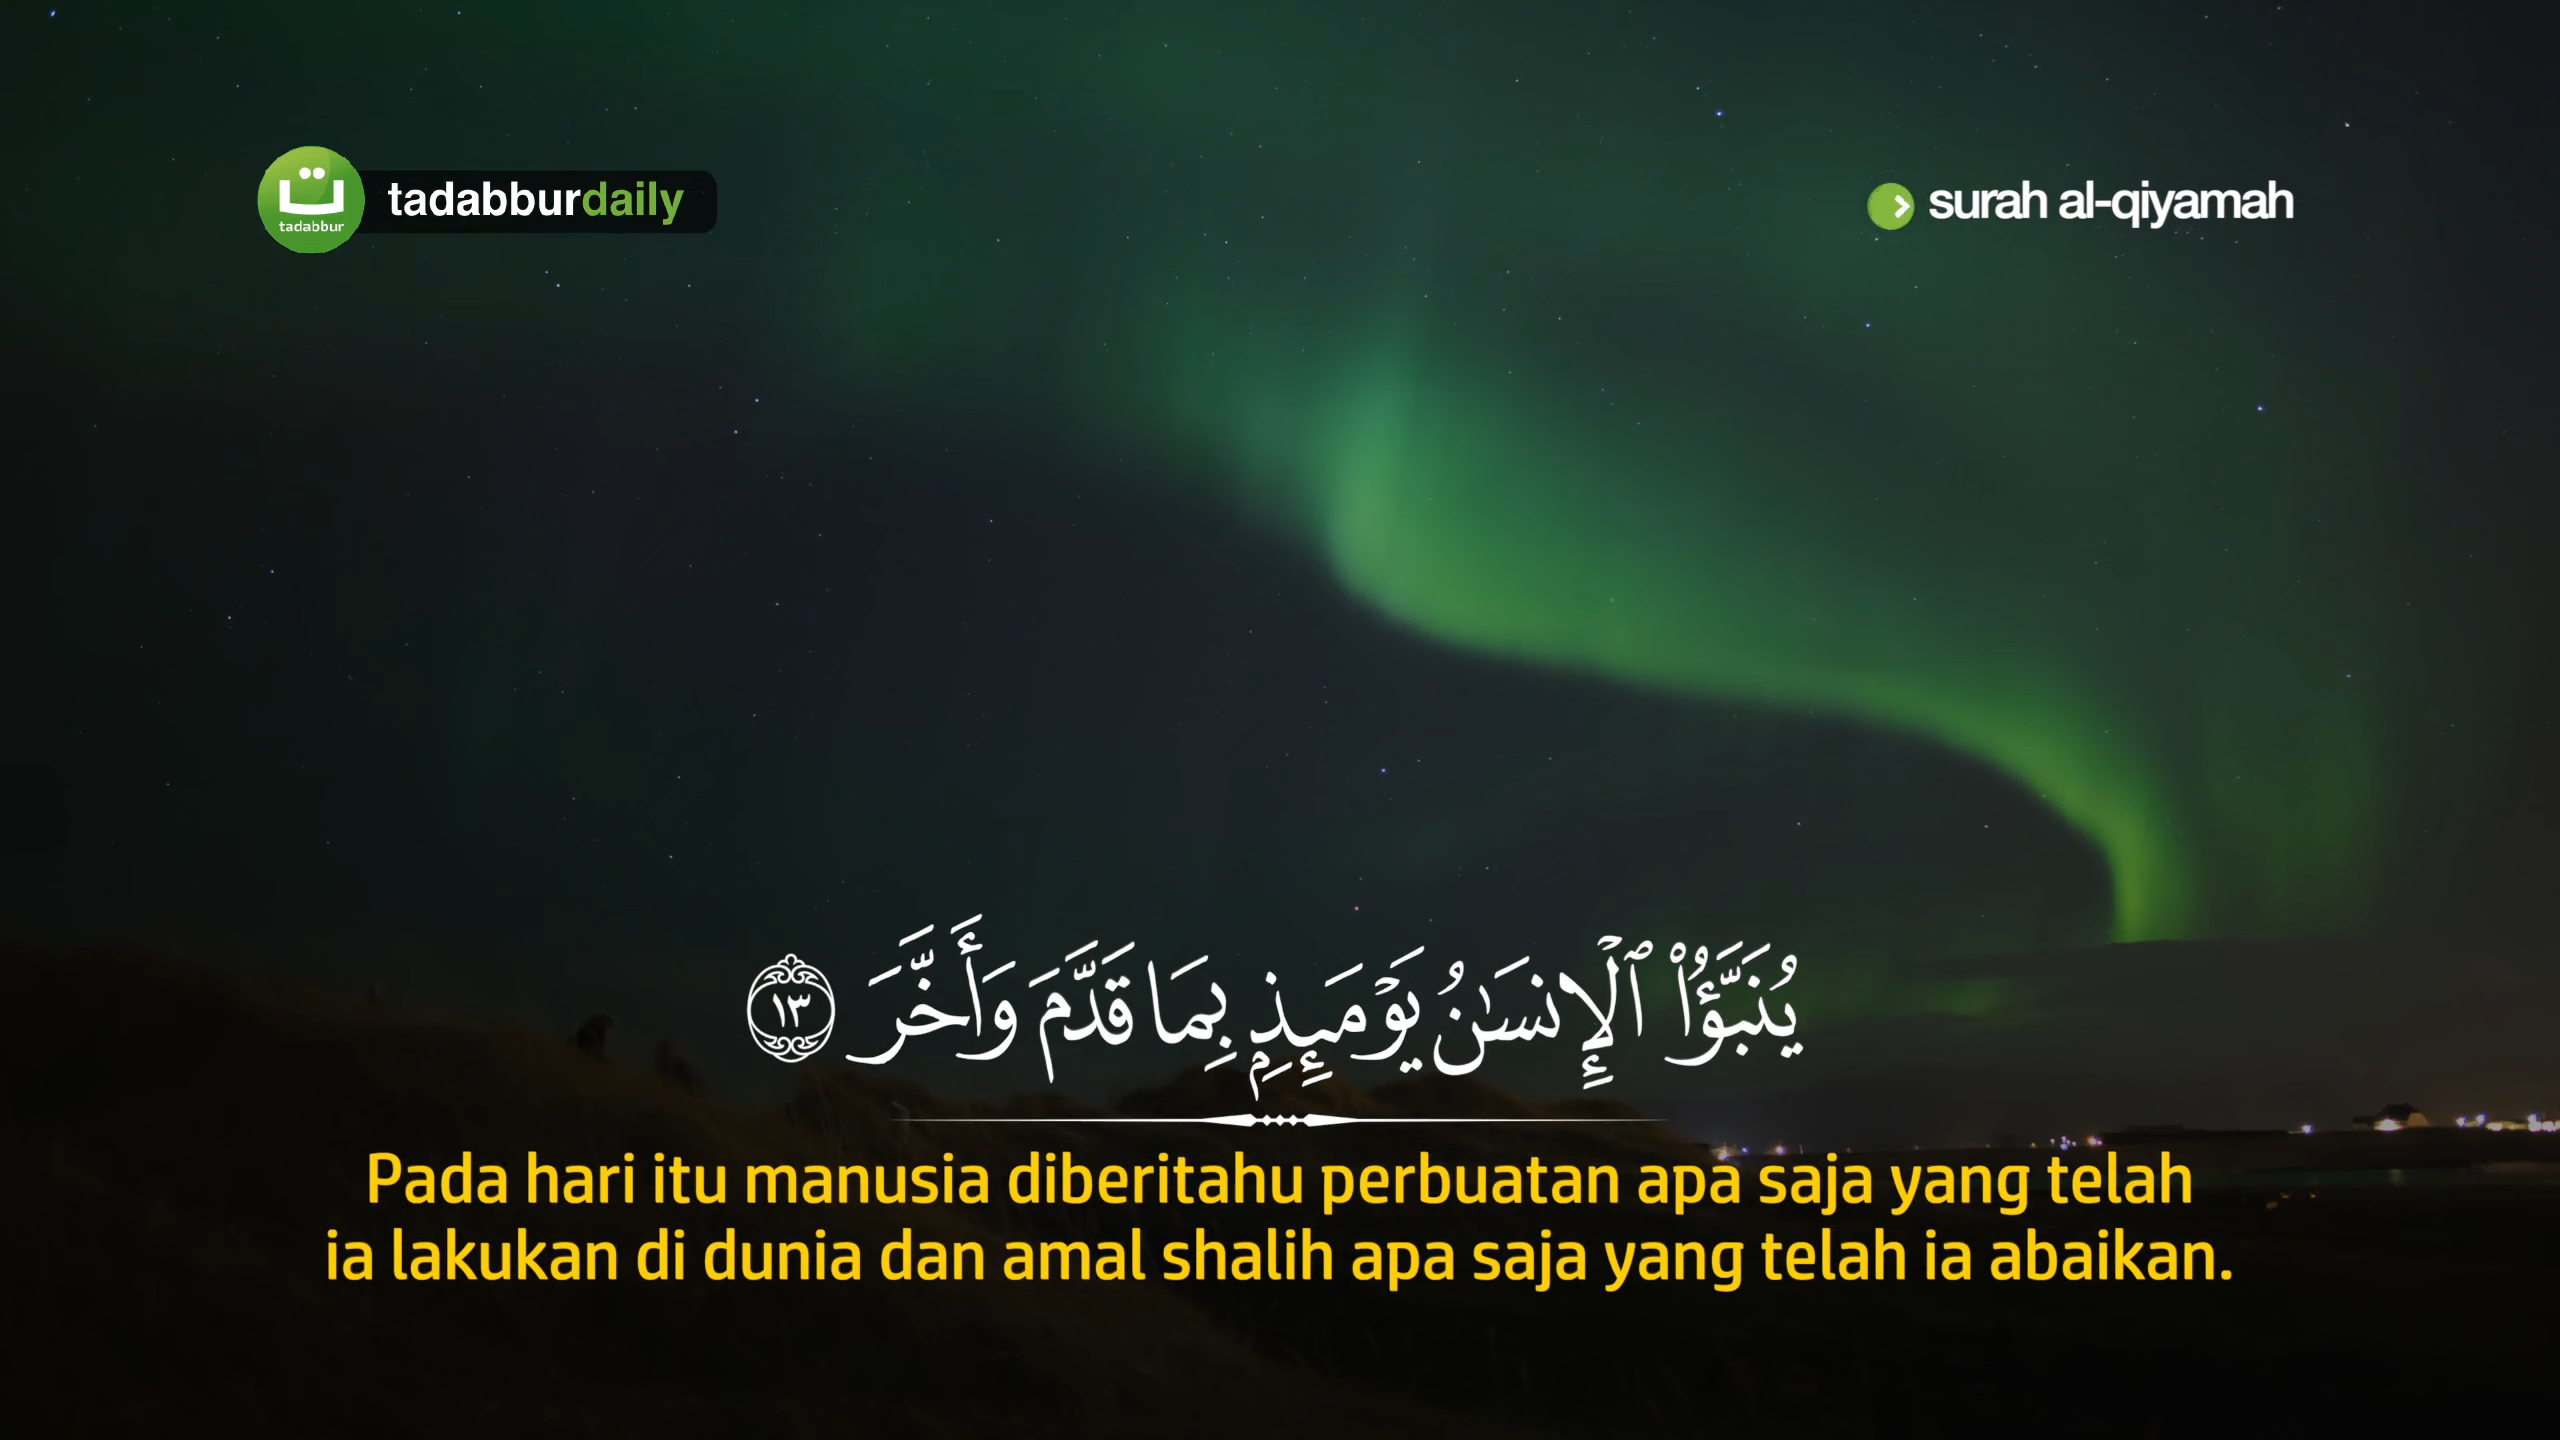 تـ
tadabbur
tadabburdaily
surah al-qiyamah
يُنَبَّؤُا۟ ٱلْإِنسَـٰنُ يَوْمَئِذٍۭ بِمَا قَدَّمَ وَأَخَّرَ ١٣
Pada hari itu manusia diberitahu perbuatan apa saja yang telah
ia lakukan di dunia dan amal shalih apa saja yang telah ia abaikan.